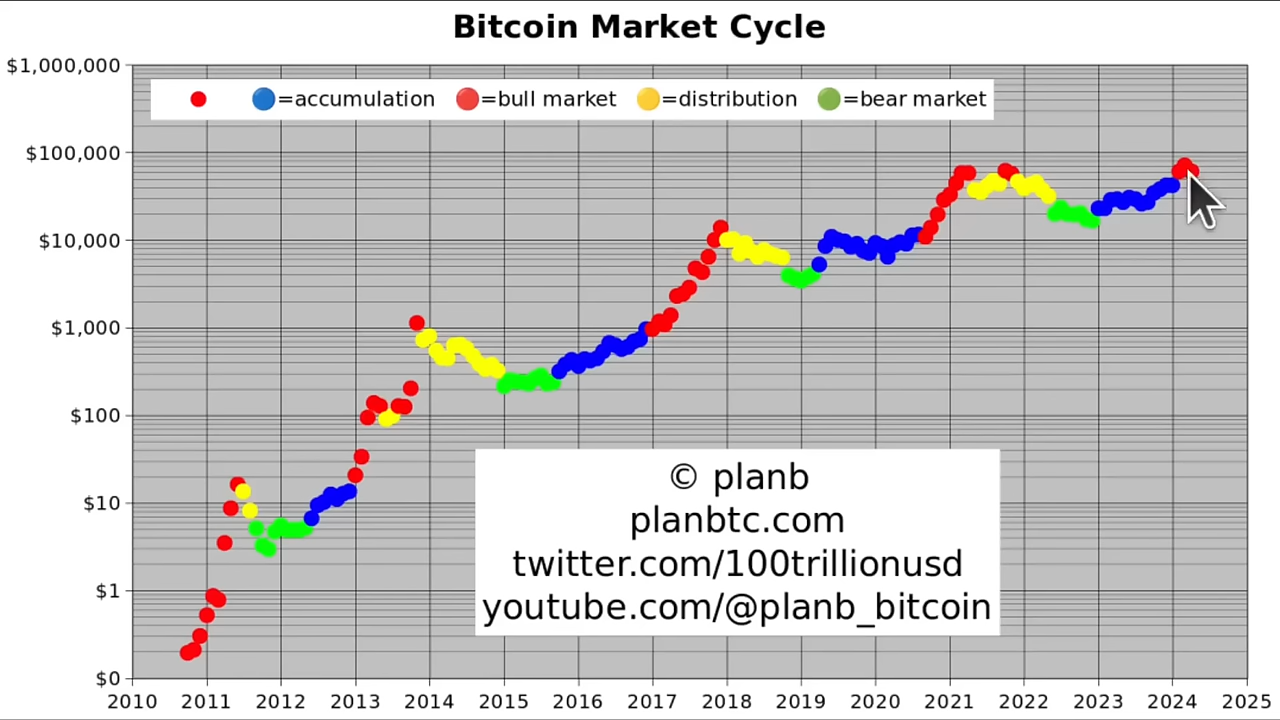 Bitcoin Market Cycle
$1,000,000
=accumulation =bull market =distribution =bear market
$100,000
$10,000
$1,000
$100
© planb
planbtc.com
$10
twitter.com/100trillionusd
$1
youtube.com/@planb_bitcoin
$0
2010 2011 2012 2013 2014 2015 2016 2017 2018 2019 2020 2021 2022 2023 2024 2025